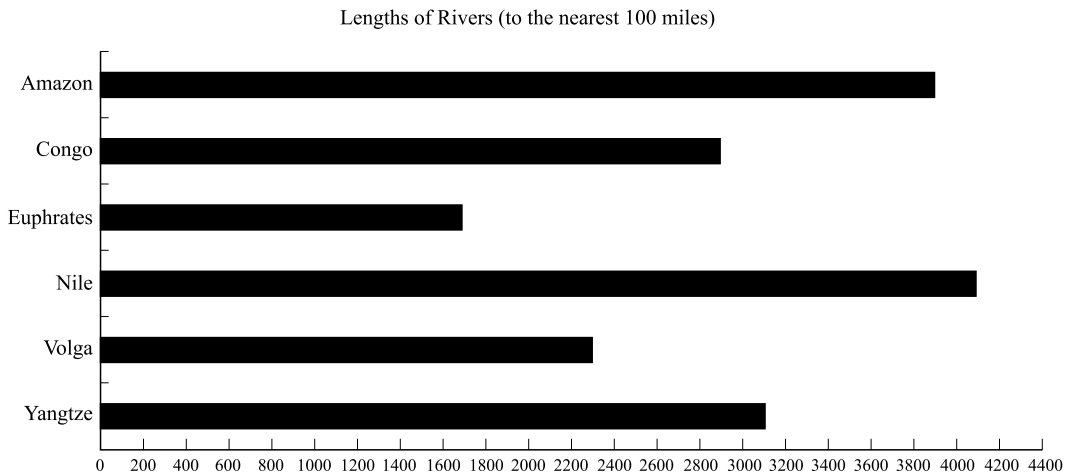 Lengths of Rivers (to the nearest 100 miles)
Amazon
Congo
Euphrates
Nile
Volga
Yangtze
0 200 400 600 800 1000 1200 1400 1600 1800 2000 2200 2400 2600 2800 3000 3200 3400 3600 3800 4000 4200 4400